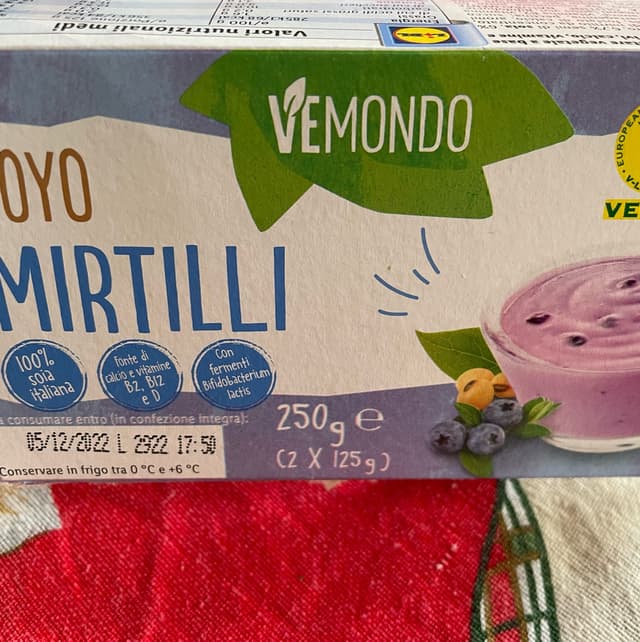 Valori nutrizionali medi
VEMONDO
OYO
MIRTILLI
100%
soia
italiana
Fonte di
calcio e vitamine
B2, B12
e D
Con
fermenti
Bifidobacterium
lactis
EUROPEA
V-L
VE
a consumare entro (in confezione integra):
05/12/2022 L 2922 17:50
Conservare in frigo tra 0 °C e +6 °C
250g e
(2 X 125g)